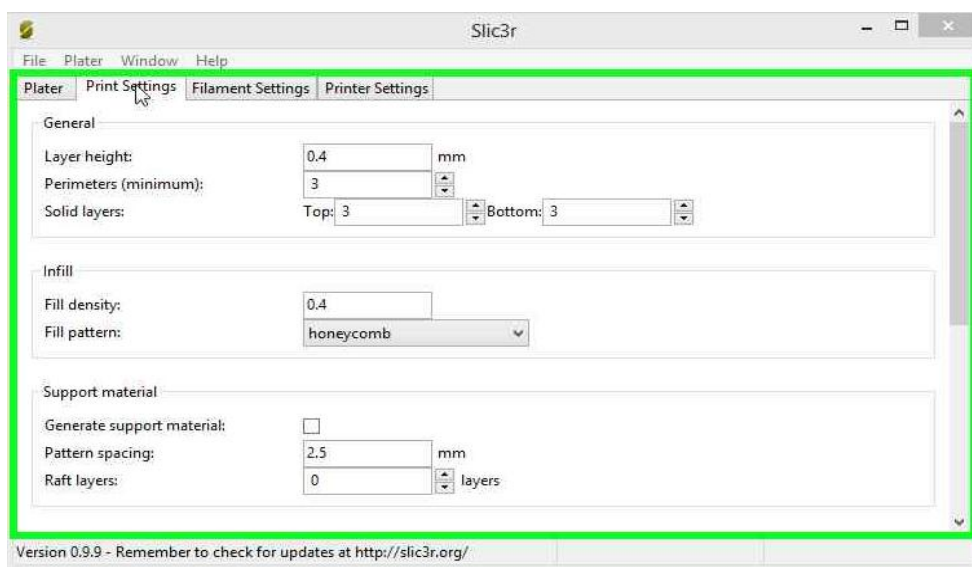 Slic3r
File Plater Window Help
Plater Print Settings Filament Settings Printer Settings
General
Layer height: 0.4 mm
Perimeters (minimum): 3
Solid layers: Top: 3 Bottom: 3
Infill
Fill density: 0.4
Fill pattern: honeycomb
Support material
Generate support material:
Pattern spacing: 2.5 mm
Raft layers: 0 layers
Version 0.9.9 - Remember to check for updates at http://slic3r.org/